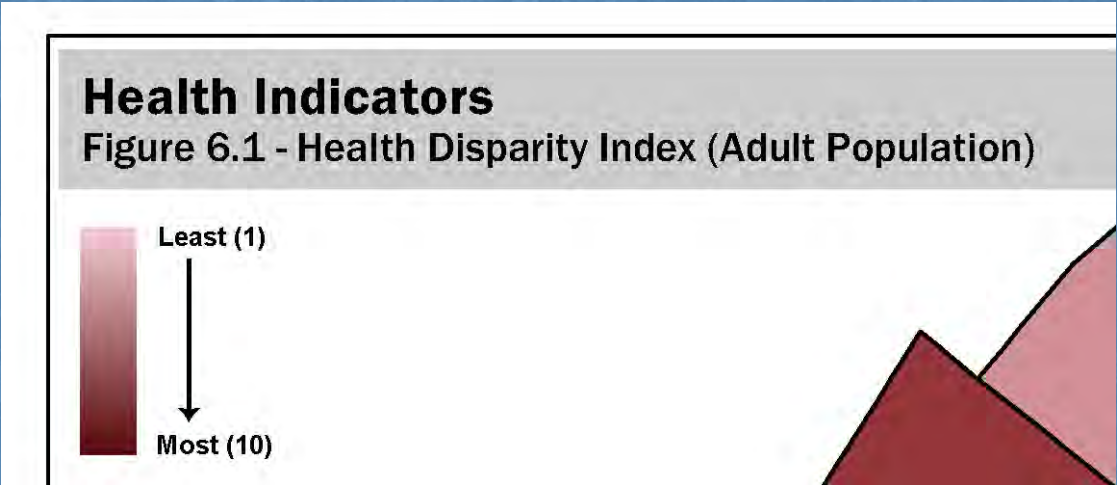 Health Indicators
Figure 6.1 - Health Disparity Index (Adult Population)
Least (1)
Most (10)